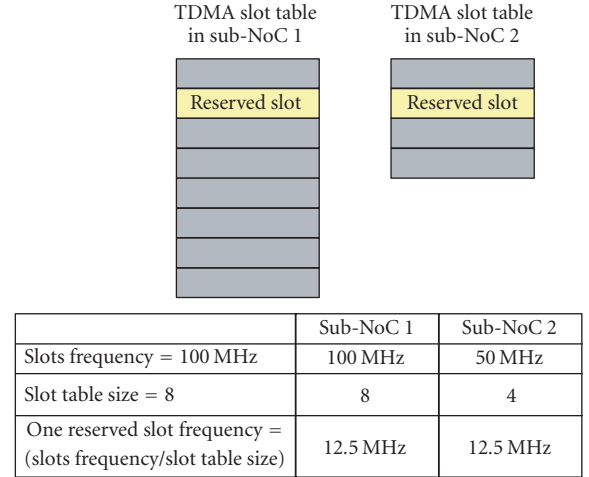 TDMA slot table
in sub-NoC 1
TDMA slot table
in sub-NoC 2
Reserved slot
Reserved slot
Sub-NoC 1 Sub-NoC 2
Slots frequency = 100 MHz 100 MHz 50 MHz
Slot table size = 8 8 4
One reserved slot frequency =
(slots frequency/slot table size) 12.5 MHz 12.5 MHz